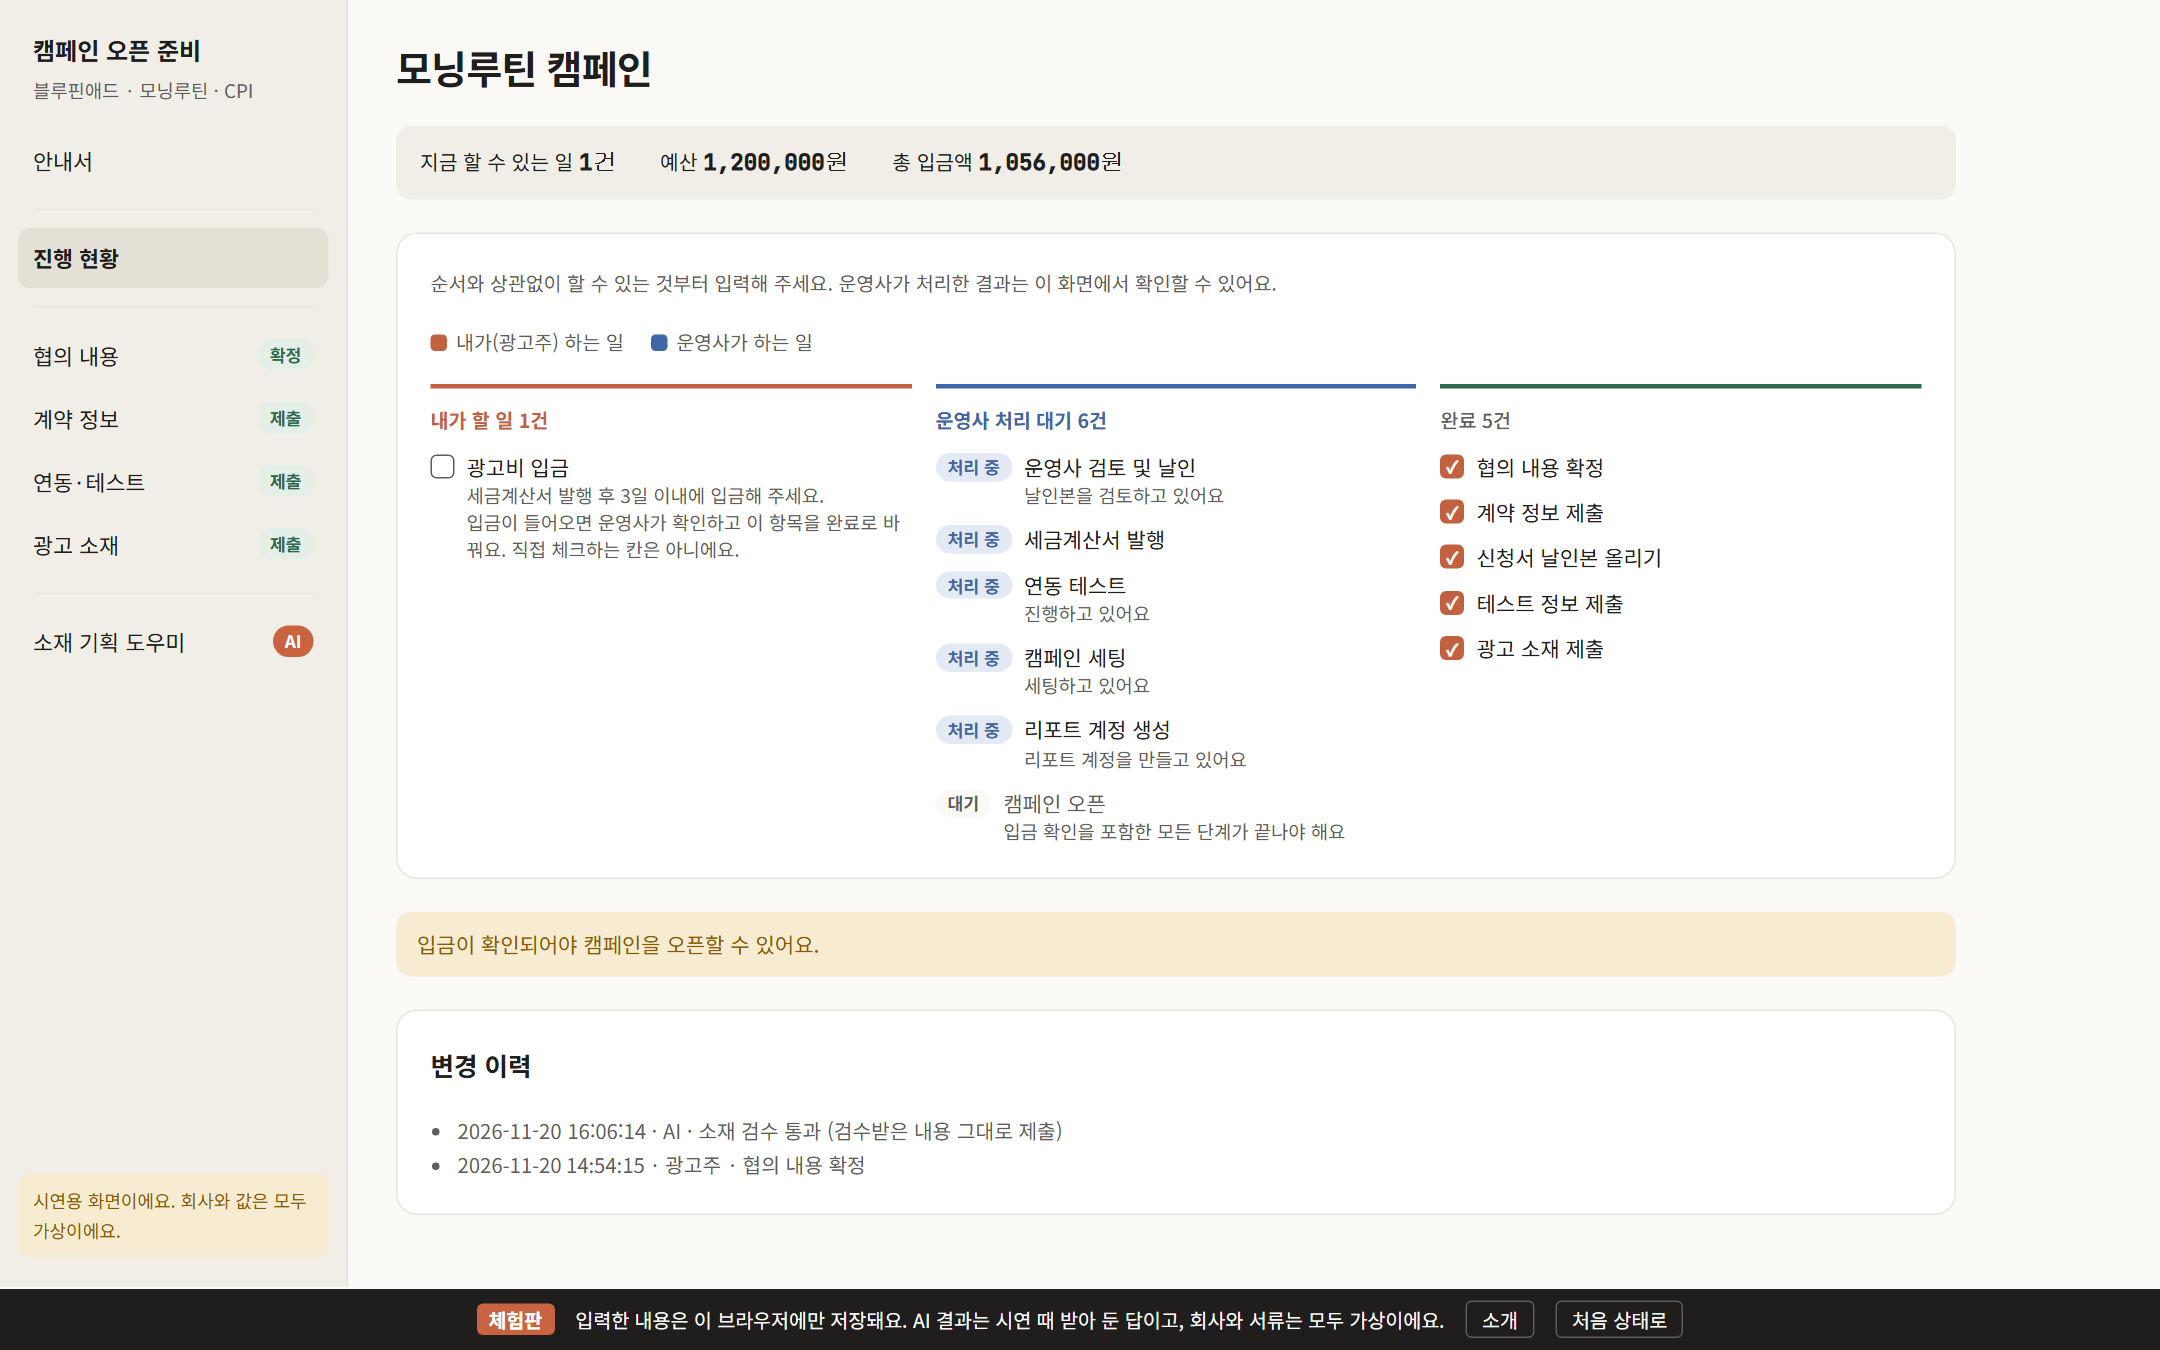 캠페인 오픈 준비
블루핀애드 · 모닝루틴 · CPI
안내서
진행 현황
협의 내용 확정
계약 정보 제출
연동·테스트 제출
광고 소재 제출
소재 기획 도우미 AI
시연용 화면이에요. 회사와 값은 모두
가상이에요.
모닝루틴 캠페인
지금 할 수 있는 일 1건 예산 1,200,000원 총 입금액 1,056,000원
순서와 상관없이 할 수 있는 것부터 입력해 주세요. 운영사가 처리한 결과는 이 화면에서 확인할 수 있어요.
내가(광고주) 하는 일 운영사가 하는 일
내가 할 일 1건
광고비 입금
세금계산서 발행 후 3일 이내에 입금해 주세요.
입금이 들어오면 운영사가 확인하고 이 항목을 완료로 바
꿔요. 직접 체크하는 칸은 아니에요.
운영사 처리 대기 6건
처리 중 운영사 검토 및 날인
날인본을 검토하고 있어요
처리 중 세금계산서 발행
처리 중 연동 테스트
진행하고 있어요
처리 중 캠페인 세팅
세팅하고 있어요
처리 중 리포트 계정 생성
리포트 계정을 만들고 있어요
대기 캠페인 오픈
입금 확인을 포함한 모든 단계가 끝나야 해요
완료 5건
협의 내용 확정
계약 정보 제출
신청서 날인본 올리기
테스트 정보 제출
광고 소재 제출
입금이 확인되어야 캠페인을 오픈할 수 있어요.
변경 이력
2026-11-20 16:06:14 · AI · 소재 검수 통과 (검수받은 내용 그대로 제출)
2026-11-20 14:54:15 · 광고주 · 협의 내용 확정
체험판 입력한 내용은 이 브라우저에만 저장돼요. AI 결과는 시연 때 받아 둔 답이고, 회사와 서류는 모두 가상이에요. 소개 처음 상태로